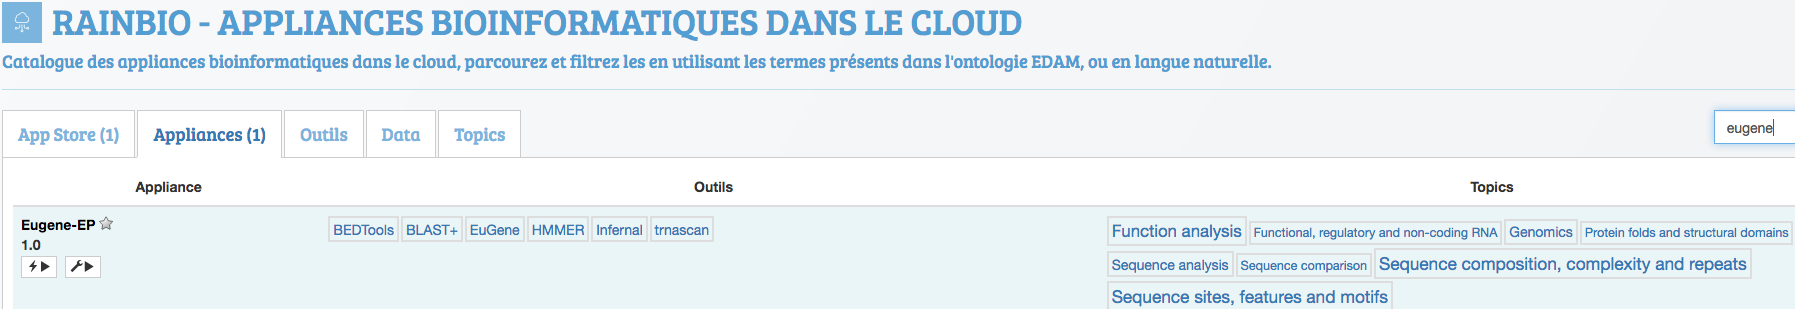 RAINBIO - APPLIANCES BIOINFORMATIQUES DANS LE CLOUD
Catalogue des appliances bioinformatiques dans le cloud, parcourez et filtrez les en utilisant les termes présents dans l'ontologie EDAM, ou en langue naturelle.
App Store (1) Appliances (1) Outils Data Topics eugene
Appliance Outils Topics
Eugene-EP BEDTools BLAST+ EuGene HMMER Infernal trnascan Function analysis Functional, regulatory and non-coding RNA Genomics Protein folds and structural domains
1.0
Sequence analysis Sequence comparison Sequence composition, complexity and repeats
Sequence sites, features and motifs